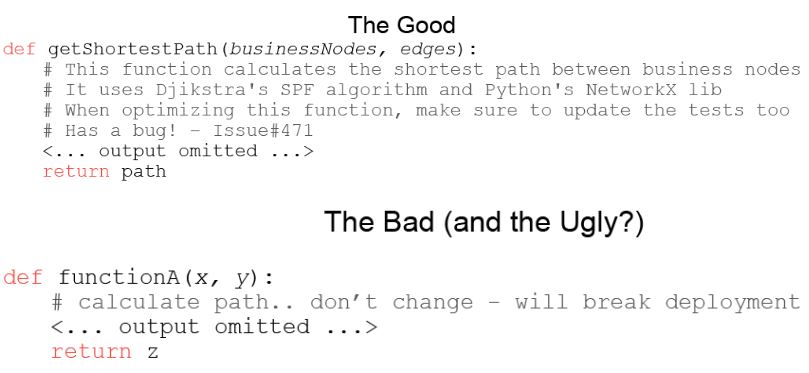 The Good
def getShortestPath(businessNodes, edges):
# This function calculates the shortest path between business nodes
# It uses Djikstra's SPF algorithm and Python's NetworkX lib
# When optimizing this function, make sure to update the tests too
# Has a bug! – Issue#471
<... output omitted ...>
return path
The Bad (and the Ugly?)
def functionA(x, y):
# calculate path.. don’t change – will break deployment
<... output omitted ...>
return z